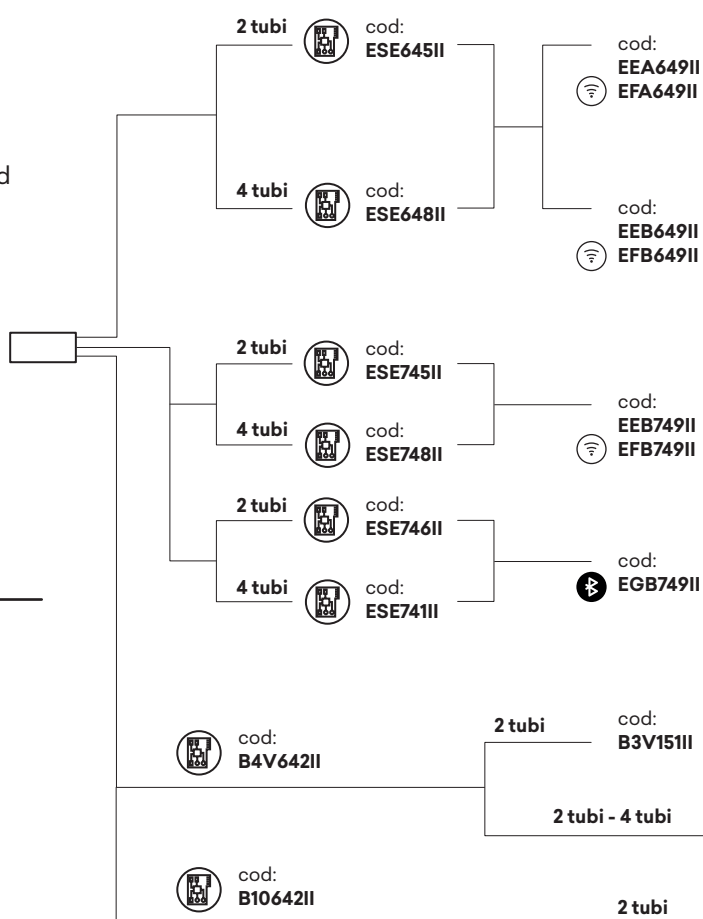 2 tubi
cod:
ESE645II
cod:
EEA649II
EFA649II
d
4 tubi
cod:
ESE648II
cod:
EEB649II
EFB649II
2 tubi
cod:
ESE745II
4 tubi
cod:
ESE748II
cod:
EEB749II
EFB749II
2 tubi
cod:
ESE746II
4 tubi
cod:
ESE741II
cod:
EGB749II
cod:
B4V642II
2 tubi
cod:
B3V151II
2 tubi - 4 tubi
cod:
B10642II
2 tubi